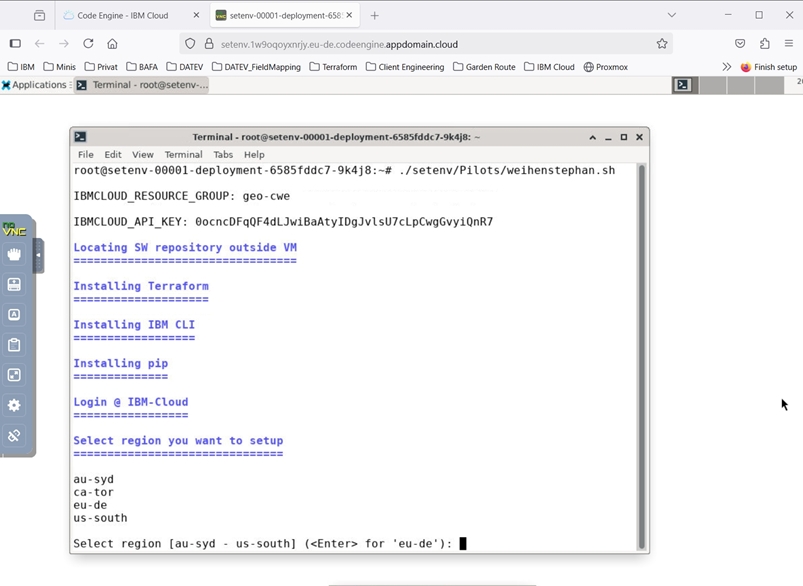 Code Engine - IBM Cloud
setenv-00001-deployment-658
setenv.1w9oqoyxnrjy.eu-de.codeengine.appdomain.cloud
IBM Minis Privat BAFA DATEV DATEV_FieldMapping Terraform Client Engineering Garden Route IBM Cloud Proxmox Finish setup
Applications Terminal - root@setenv-...
Terminal - root@setenv-00001-deployment-6585fddc7-9k4j8: ~
File Edit View Terminal Tabs Help
root@setenv-00001-deployment-6585fddc7-9k4j8:~# ./setenv/Pilots/weihenstephan.sh
IBMCLOUD_RESOURCE_GROUP: geo-cwe
IBMCLOUD_API_KEY: 0ocncDFqQF4dLJwiBaAtyIDgJvlsU7cLpCwgGvyiQnR7
Locating SW repository outside VM
=================================
Installing Terraform
=====================
Installing IBM CLI
===================
Installing pip
==============
Login @ IBM-Cloud
=================
Select region you want to setup
===============================
au-syd
ca-tor
eu-de
us-south
Select region [au-syd - us-south] (<Enter> for 'eu-de'):
noVNC